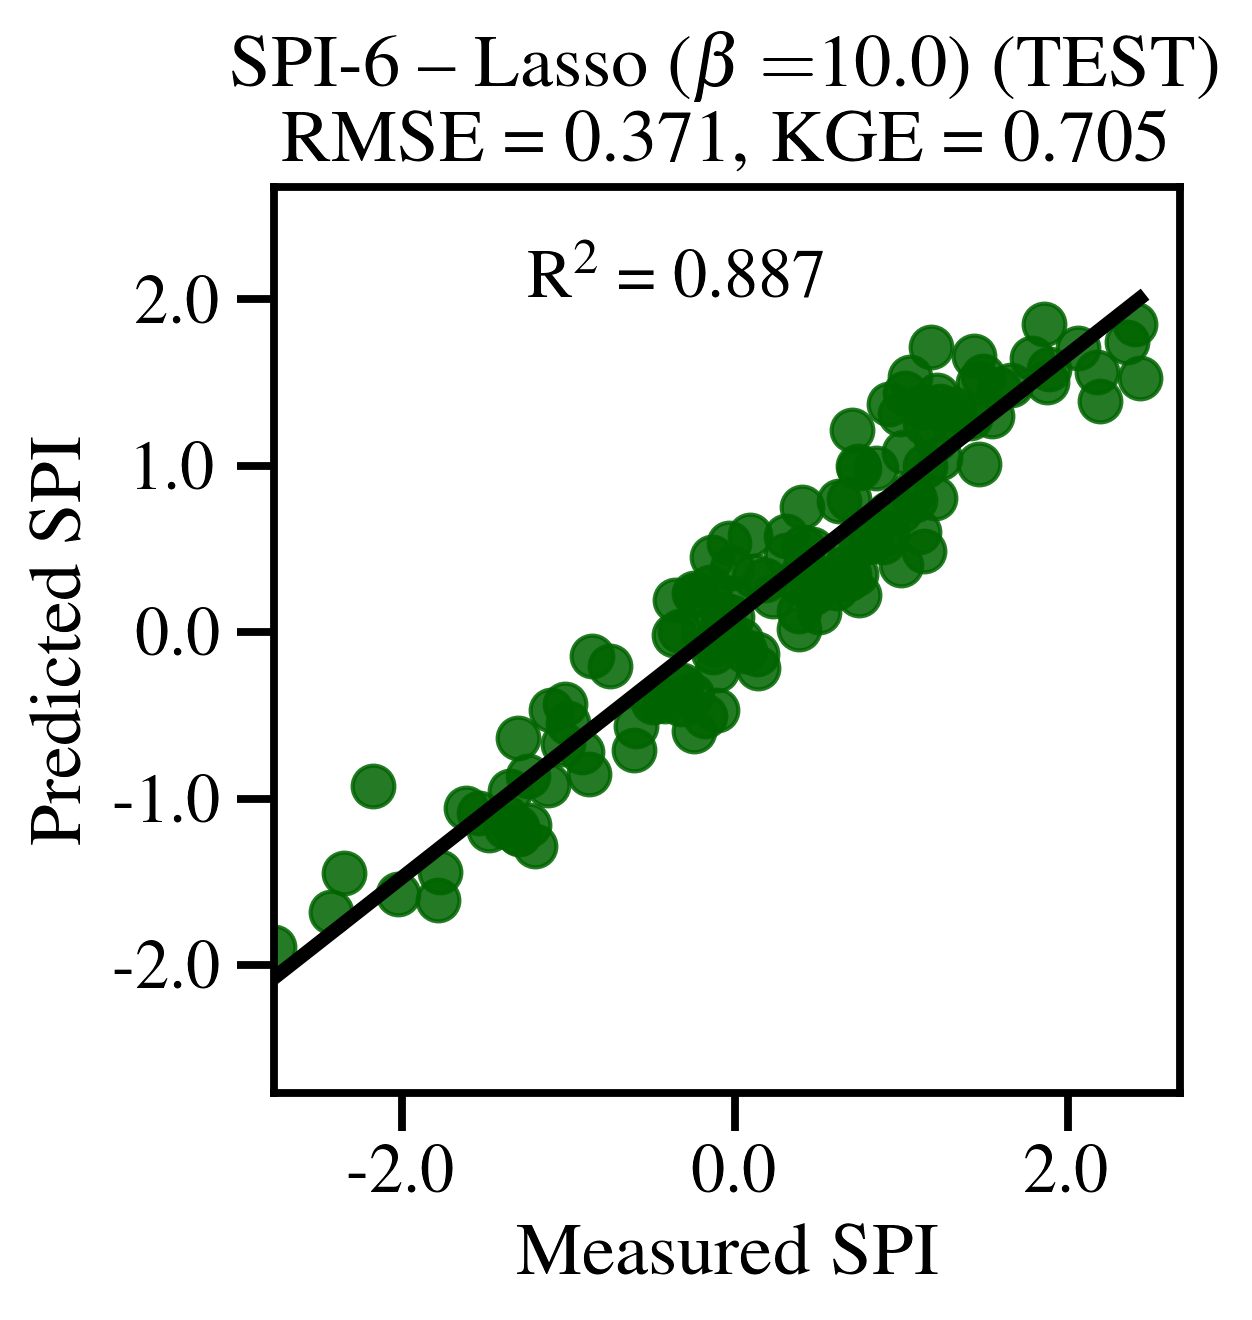 SPI-6 – Lasso (β =10.0) (TEST)
RMSE = 0.371, KGE = 0.705
R² = 0.887
2.0
1.0
0.0
-1.0
-2.0
Predicted SPI
-2.0 0.0 2.0
Measured SPI